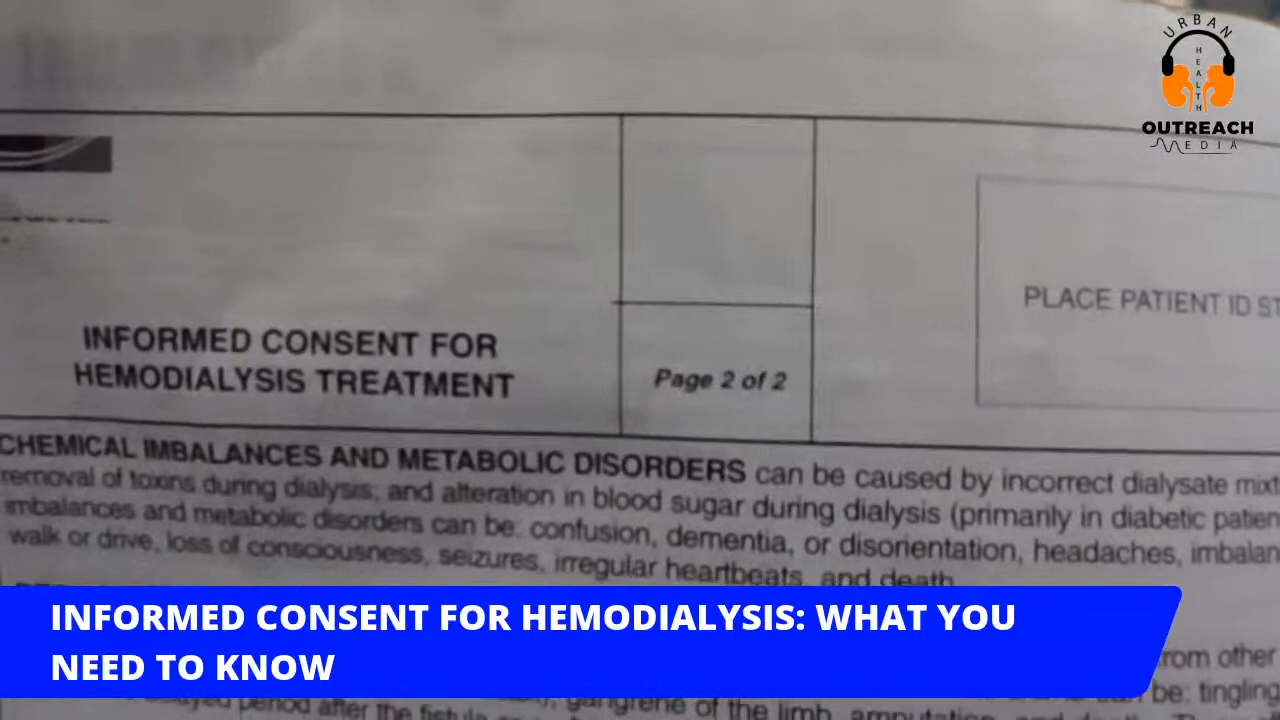 URBAN
HEALTH
OUTREACH
MEDIA
INFORMED CONSENT FOR
HEMODIALYSIS TREATMENT
Page 2 of 2
PLACE PATIENT ID ST
CHEMICAL IMBALANCES AND METABOLIC DISORDERS can be caused by incorrect dialysate mixt
removal of toxins during dialysis; and alteration in blood sugar during dialysis (primarily in diabetic patien
imbalances and metabolic disorders can be: confusion, dementia, or disorientation, headaches, imbalan
walk or drive, loss of consciousness, seizures, irregular heartbeats, and death
INFORMED CONSENT FOR HEMODIALYSIS: WHAT YOU
NEED TO KNOW
from other
be: tingling
period after the fistula gangrene of the limb, amputation, and